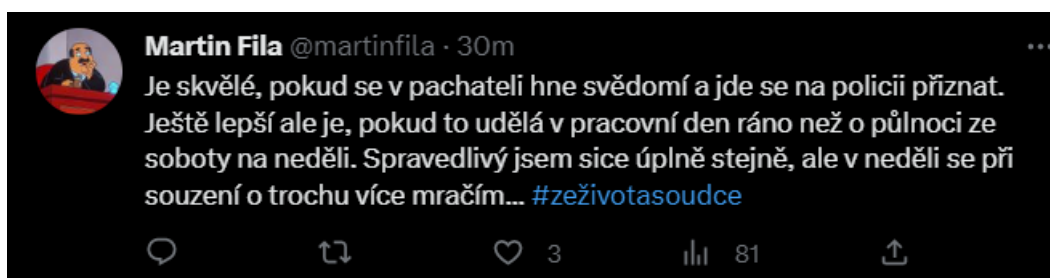 Martin Fila @martinfila · 30m
Je skvělé, pokud se v pachateli hne svědomí a jde se na policii přiznat.
Ještě lepší ale je, pokud to udělá v pracovní den ráno než o půlnoci ze
soboty na neděli. Spravedlivý jsem sice úplně stejně, ale v neděli se při
souzení o trochu více mračím... #zeživotasoudce
3 81